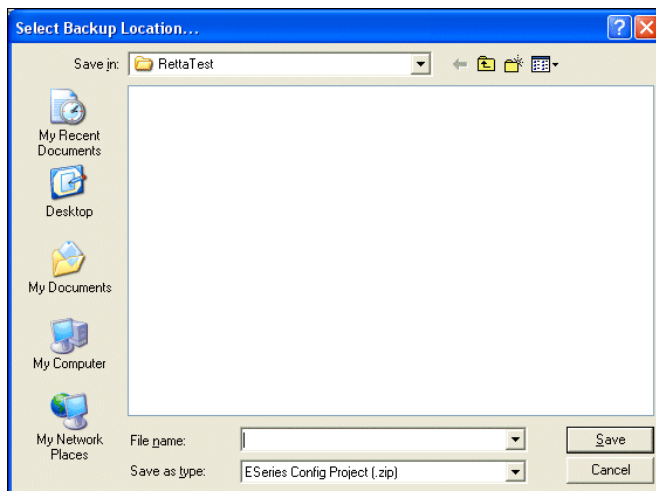 Select Backup Location...
Save in:
RettaTest
My Recent
Documents
Desktop
My Documents
My Computer
My Network
Places
File name:
Save
Save as type:
ESeries Config Project (.zip)
Cancel